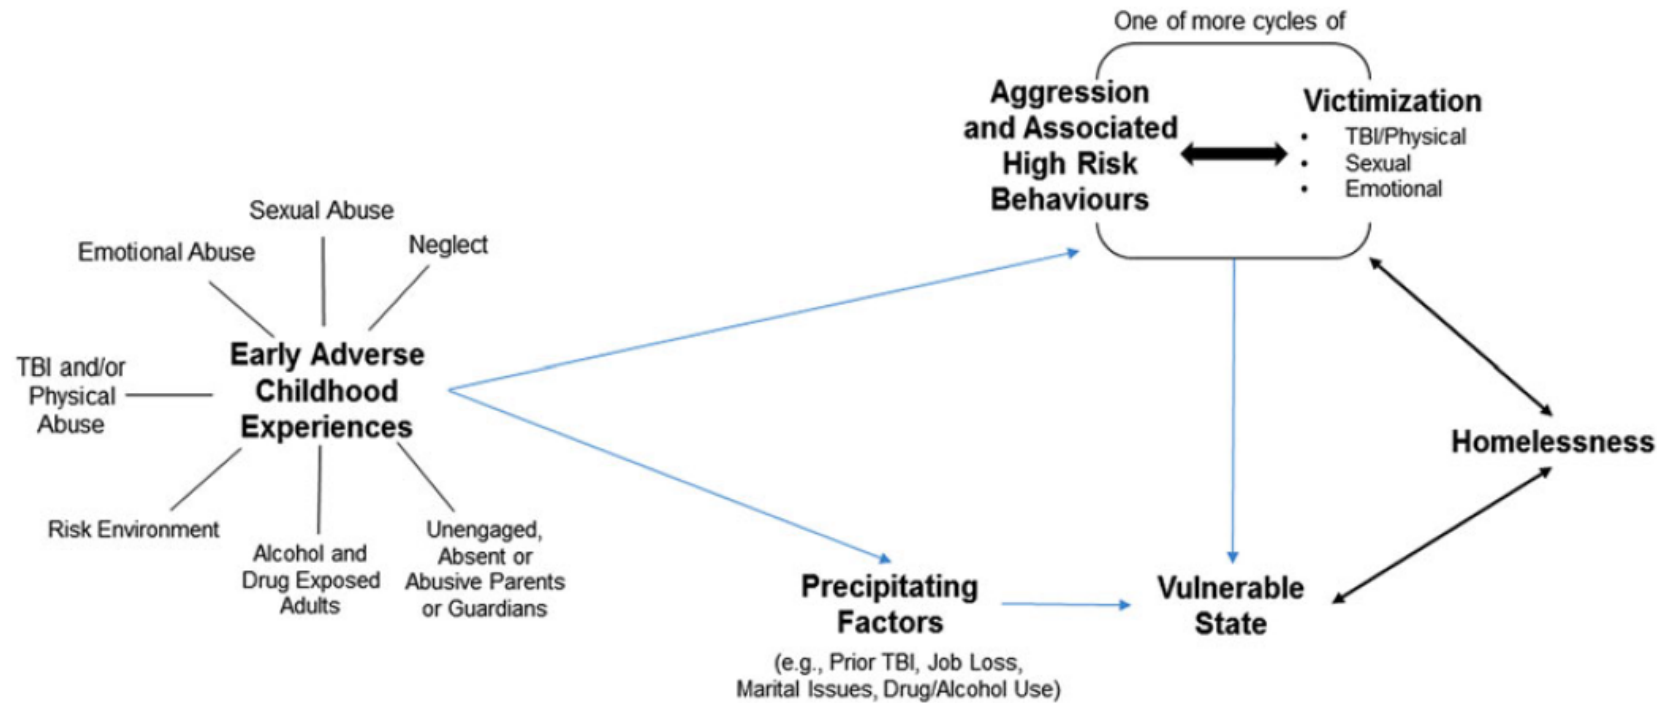 One of more cycles of
Aggression
and Associated
High Risk
Behaviours
Victimization
• TBI/Physical
• Sexual
• Emotional
Sexual Abuse
Emotional Abuse
Neglect
TBI and/or
Physical
Abuse
Early Adverse
Childhood
Experiences
Risk Environment
Alcohol and
Drug Exposed
Adults
Unengaged,
Absent or
Abusive Parents
or Guardians
Homelessness
Precipitating
Factors
(e.g., Prior TBI, Job Loss,
Marital Issues, Drug/Alcohol Use)
Vulnerable
State